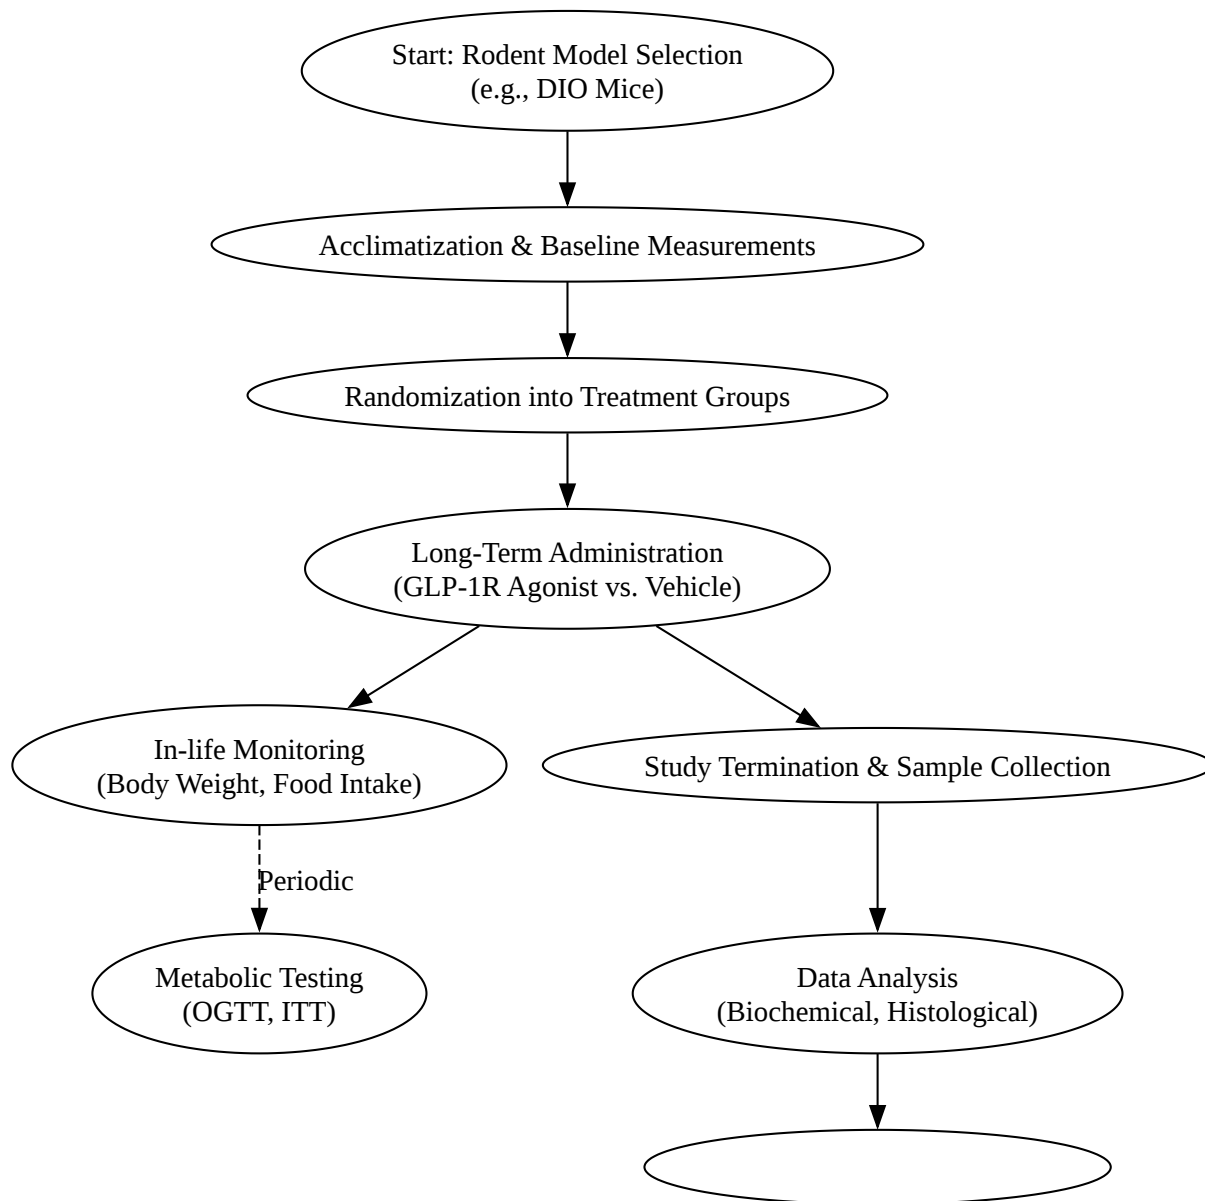 Start: Rodent Model Selection
(e.g., DIO Mice)
Acclimatization & Baseline Measurements
Randomization into Treatment Groups
Long-Term Administration
(GLP-1R Agonist vs. Vehicle)
In-life Monitoring
(Body Weight, Food Intake)
Study Termination & Sample Collection
Periodic
Metabolic Testing
(OGTT, ITT)
Data Analysis
(Biochemical, Histological)